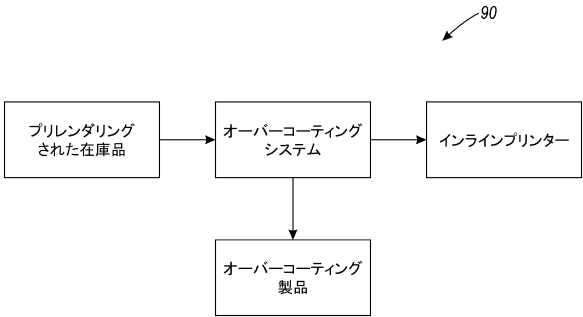 90
プリレンダリング
された在庫品
オーバーコーティング
システム
インラインプリンター
オーバーコーティング
製品